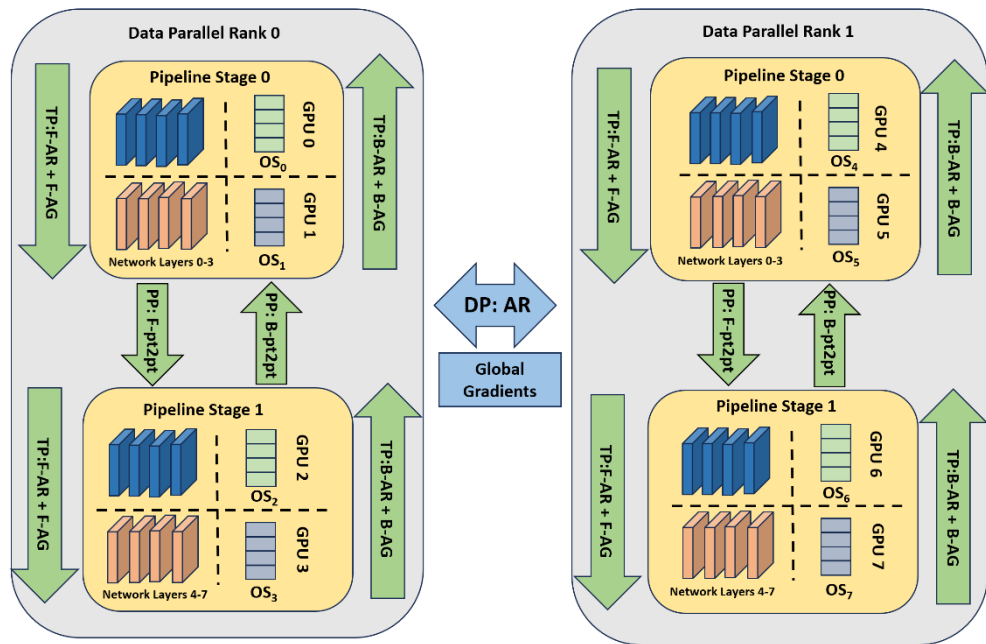 Data Parallel Rank 0
TP:F-AR + F-AG
Pipeline Stage 0
GPU 0
OS₀
GPU 1
OS₁
Network Layers 0-3
TP:B-AR + B-AG
PP: F-pt2pt
PP: B-pt2pt
TP:F-AR + F-AG
Pipeline Stage 1
GPU 2
OS₂
GPU 3
OS₃
Network Layers 4-7
TP:B-AR + B-AG
DP: AR
Global
Gradients
Data Parallel Rank 1
TP:F-AR + F-AG
Pipeline Stage 0
GPU 4
OS₄
GPU 5
OS₅
Network Layers 0-3
TP:B-AR + B-AG
PP: F-pt2pt
PP: B-pt2pt
TP:F-AR + F-AG
Pipeline Stage 1
GPU 6
OS₆
GPU 7
OS₇
Network Layers 4-7
TP:B-AR + B-AG